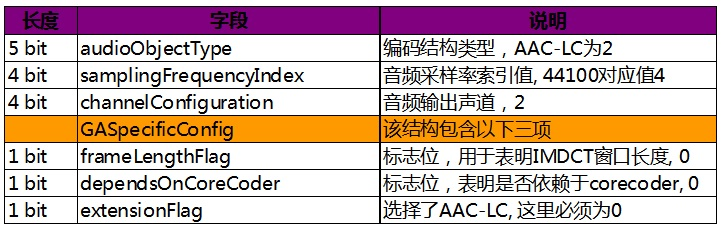 长度 字段 说明
5 bit audioObjectType 编码结构类型，AAC-LC为2
4 bit samplingFrequencyIndex 音频采样率索引值, 44100对应值4
4 bit channelConfiguration 音频输出声道，2
GASpecificConfig 该结构包含以下三项
1 bit frameLengthFlag 标志位，用于表明IMDCT窗口长度, 0
1 bit dependsOnCoreCoder 标志位，表明是否依赖于corecoder, 0
1 bit extensionFlag 选择了AAC-LC, 这里必须为0